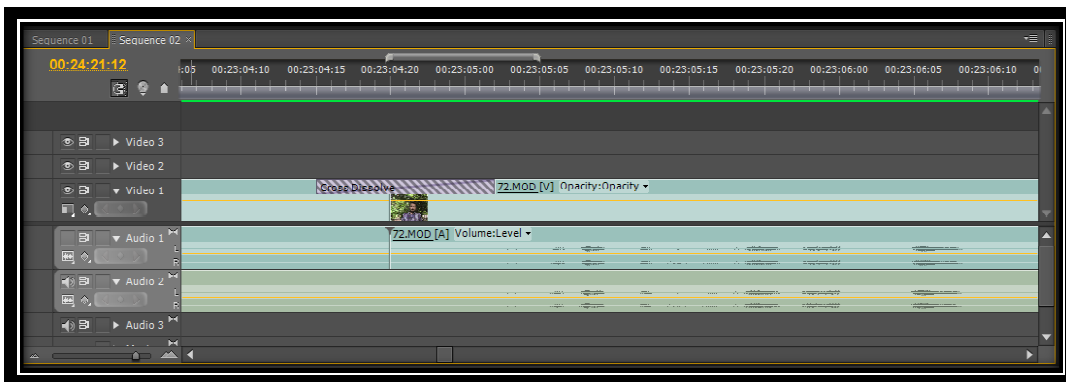 Sequence 01 Sequence 02 ×
00:24:21:12
:05 00:23:04:10 00:23:04:15 00:23:04:20 00:23:05:00 00:23:05:05 00:23:05:10 00:23:05:15 00:23:05:20 00:23:06:00 00:23:06:05 00:23:06:10
Video 3
Video 2
Video 1 Cross Dissolve 72.MOD [V] Opacity:Opacity
Audio 1 72.MOD [A] Volume:Level
L
R
Audio 2
L
R
Audio 3